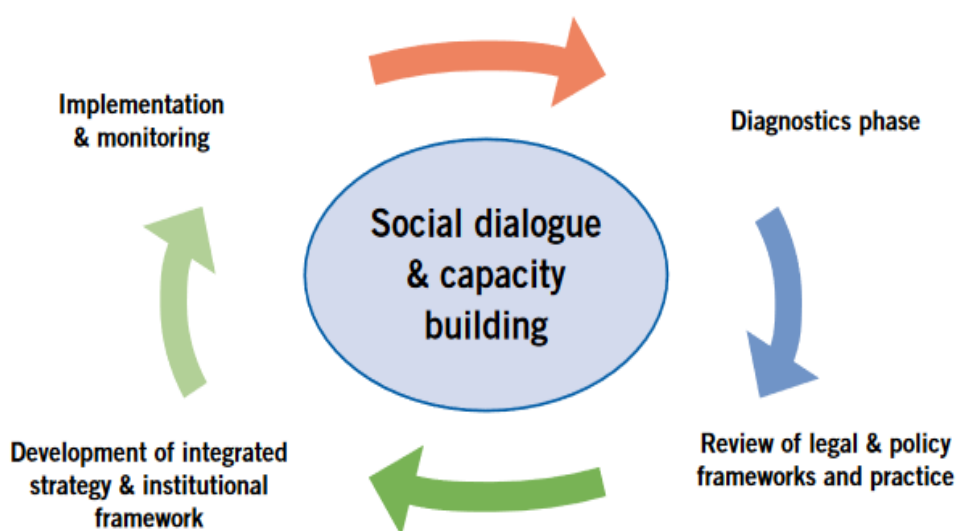 Implementation
& monitoring
Diagnostics phase
Social dialogue
& capacity
building
Development of integrated
strategy & institutional
framework
Review of legal & policy
frameworks and practice